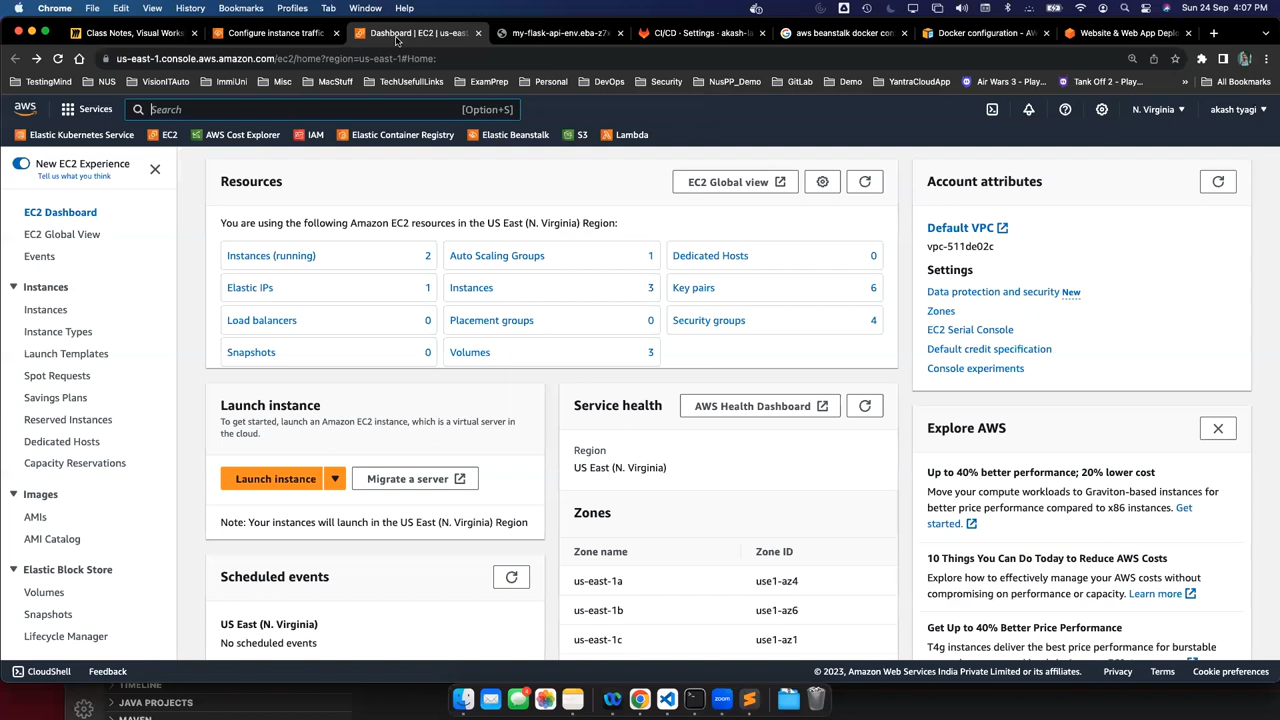 Chrome File Edit View History Bookmarks Profiles Tab Window Help Sun 24 Sep 4:07 PM
Class Notes, Visual Works
Configure instance traffic
Dashboard | EC2 | us-east
my-flask-api-env.eba-z7x
CI/CD · Settings · akash-la
aws beanstalk docker con
Docker configuration - AW
Website & Web App Deplo
us-east-1.console.aws.amazon.com/ec2/home?region=us-east-1#Home:
TestingMind NUS VisionITAus ImmiUni Misc MacStuff TechUsefullLinks ExamPrep Personal DevOps Security NusPP_Demo GitLab Demo YantraCloudApp Air Wars 3 - Play... Tank Off 2 - Playi... » All Bookmarks
aws Services Search [Option+S] N. Virginia akash tyagi
Elastic Kubernetes Service EC2 AWS Cost Explorer IAM Elastic Container Registry Elastic Beanstalk S3 Lambda
New EC2 Experience
Tell us what you think
EC2 Dashboard
EC2 Global View
Events
Instances
Instances
Instance Types
Launch Templates
Spot Requests
Savings Plans
Reserved Instances
Dedicated Hosts
Capacity Reservations
Images
AMIs
AMI Catalog
Elastic Block Store
Volumes
Snapshots
Lifecycle Manager
Resources EC2 Global view
You are using the following Amazon EC2 resources in the US East (N. Virginia) Region:
Instances (running) 2 Auto Scaling Groups 1 Dedicated Hosts 0
Elastic IPs 1 Instances 3 Key pairs 6
Load balancers 0 Placement groups 0 Security groups 4
Snapshots 0 Volumes 3
Launch instance
To get started, launch an Amazon EC2 instance, which is a virtual server in
the cloud.
Launch instance Migrate a server
Note: Your instances will launch in the US East (N. Virginia) Region
Scheduled events
US East (N. Virginia)
No scheduled events
Service health AWS Health Dashboard
Region
US East (N. Virginia)
Zones
Zone name Zone ID
us-east-1a use1-az4
us-east-1b use1-az6
us-east-1c use1-az1
Account attributes
Default VPC
vpc-511de02c
Settings
Data protection and security New
Zones
EC2 Serial Console
Default credit specification
Console experiments
Explore AWS
Up to 40% better performance; 20% lower cost
Move your compute workloads to Graviton-based instances for
better price performance compared to x86 instances. Get
started.
10 Things You Can Do Today to Reduce AWS Costs
Explore how to effectively manage your AWS costs without
compromising on performance or capacity. Learn more
Get Up to 40% Better Price Performance
T4g instances deliver the best price performance for burstable
CloudShell Feedback © 2023, Amazon Web Services India Private Limited or its affiliates. Privacy Terms Cookie preferences
TIMELINE
JAVA PROJECTS
MAVEN
zoom